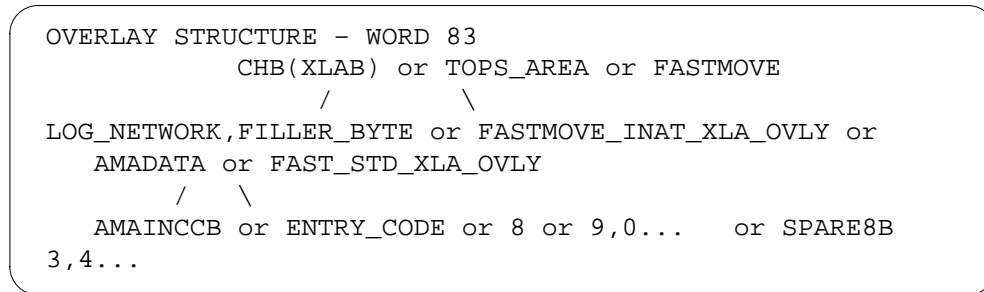 OVERLAY STRUCTURE – WORD 83
CHB(XLAB) or TOPS_AREA or FASTMOVE
/ \
LOG_NETWORK,FILLER_BYTE or FASTMOVE_INAT_XLA_OVLY or
AMADATA or FAST_STD_XLA_OVLY
/ \
AMAINCCB or ENTRY_CODE or 8 or 9,0... or SPARE8B
3,4...